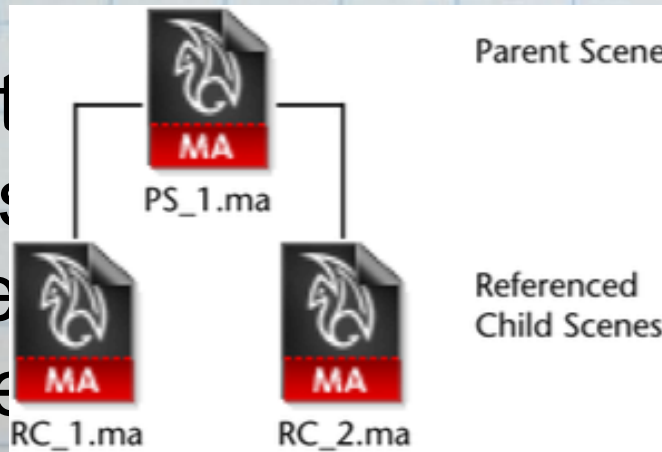 Parent Scene
MA
PS_1.ma
Referenced
Child Scenes
MA
MA
RC_1.ma
RC_2.ma